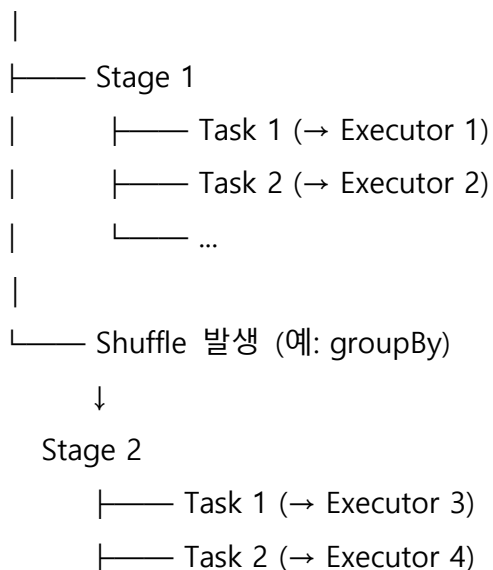 │
├─── Stage 1
│ ├─── Task 1 (→ Executor 1)
│ ├─── Task 2 (→ Executor 2)
│ └─── ...
│
└─── Shuffle 발생 (예: groupBy)
↓
Stage 2
├─── Task 1 (→ Executor 3)
├─── Task 2 (→ Executor 4)